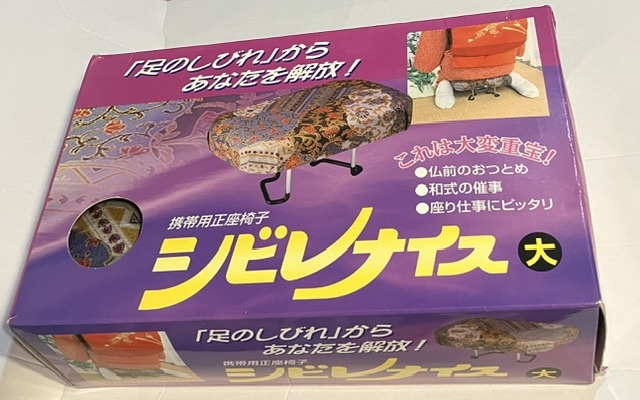 「足のしびれ」から
あなたを解放！
これは大変重宝！
●仏前のおつとめ
●和式の催事
●座り仕事にピッタリ
携帯用正座椅子
シビレナイス 大
「足のしびれ」から
あなたを解放！
携帯用正座椅子
シビレナイス 大